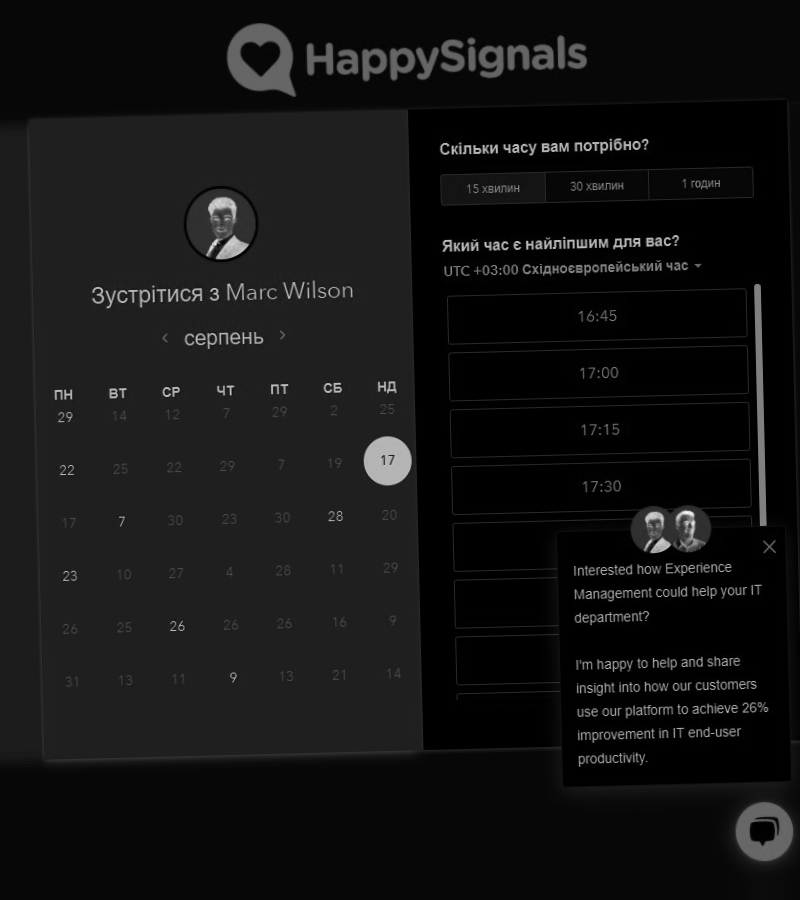 HappySignals
Зустрітися з Marc Wilson
серпень
ПН ВТ СР ЧТ ПТ СБ НД
29 14 12 7 29 2 25
22 25 22 29 7 19 17
17 7 30 23 30 28 20
23 10 27 4 28 11 29
26 25 26 26 26 16 9
31 13 11 9 13 21 14
Скільки часу вам потрібно?
15 хвилин 30 хвилин 1 годин
Який час є найліпшим для вас?
UTC +03:00 Східноєвропейський час
16:45
17:00
17:15
17:30
Interested how Experience
Management could help your IT
department?
I'm happy to help and share
insight into how our customers
use our platform to achieve 26%
improvement in IT end-user
productivity.